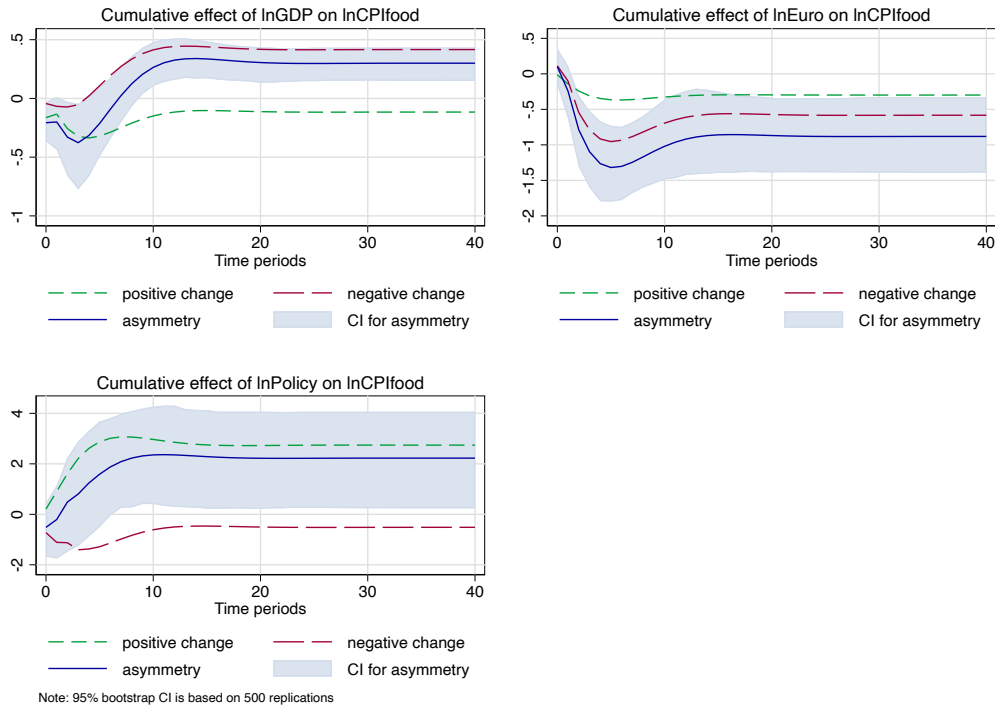 Cumulative effect of lnGDP on lnCPIfood
.5
0
-.5
-1
0 10 20 30 40
Time periods
positive change negative change
asymmetry CI for asymmetry
Cumulative effect of lnEuro on lnCPIfood
.5
0
-.5
-1
-1.5
-2
0 10 20 30 40
Time periods
positive change negative change
asymmetry CI for asymmetry
Cumulative effect of lnPolicy on lnCPIfood
4
2
0
-2
0 10 20 30 40
Time periods
positive change negative change
asymmetry CI for asymmetry
Note: 95% bootstrap CI is based on 500 replications